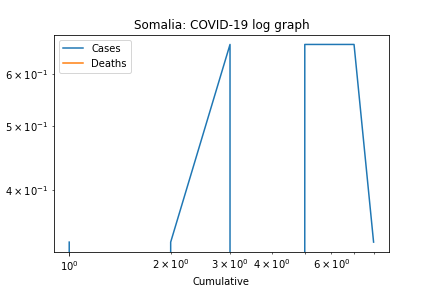 Somalia: COVID-19 log graph
Cases
Deaths
6 × 10⁻¹
5 × 10⁻¹
4 × 10⁻¹
10⁰ 2 × 10⁰ 3 × 10⁰ 4 × 10⁰ 6 × 10⁰
Cumulative